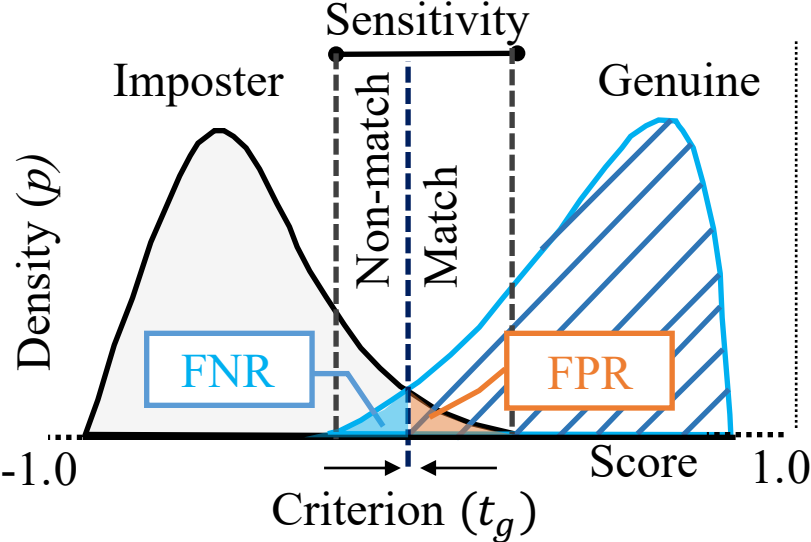 Sensitivity
Imposter
Genuine
Non-match
Match
Density (p)
FNR
FPR
-1.0
Score
1.0
Criterion (t_g)